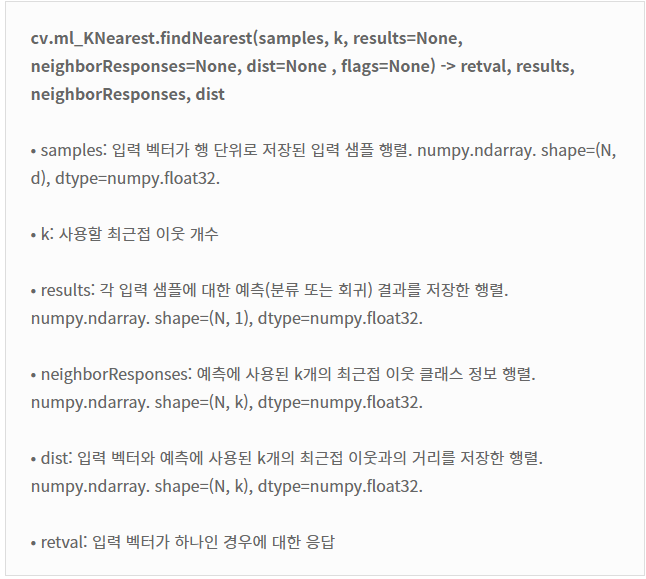 cv.ml_KNearest.findNearest(samples, k, results=None,
neighborResponses=None, dist=None , flags=None) -> retval, results,
neighborResponses, dist
• samples: 입력 벡터가 행 단위로 저장된 입력 샘플 행렬. numpy.ndarray. shape=(N,
d), dtype=numpy.float32.
• k: 사용할 최근접 이웃 개수
• results: 각 입력 샘플에 대한 예측(분류 또는 회귀) 결과를 저장한 행렬.
numpy.ndarray. shape=(N, 1), dtype=numpy.float32.
• neighborResponses: 예측에 사용된 k개의 최근접 이웃 클래스 정보 행렬.
numpy.ndarray. shape=(N, k), dtype=numpy.float32.
• dist: 입력 벡터와 예측에 사용된 k개의 최근접 이웃과의 거리를 저장한 행렬.
numpy.ndarray. shape=(N, k), dtype=numpy.float32.
• retval: 입력 벡터가 하나인 경우에 대한 응답